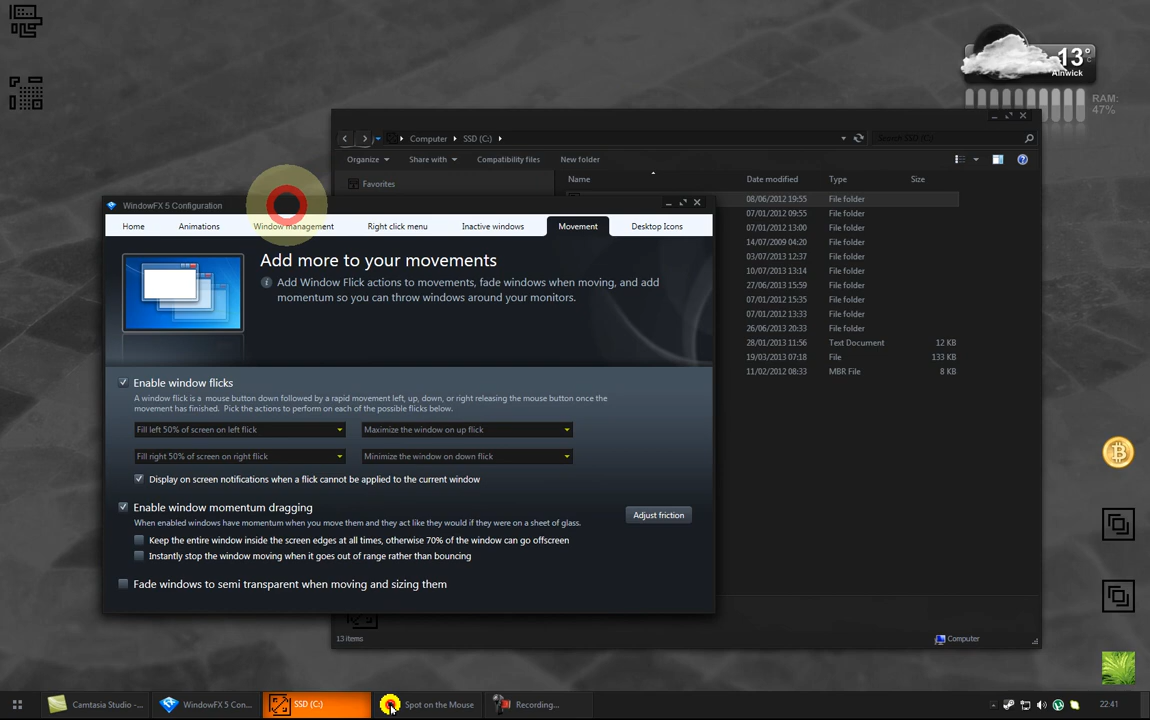 13°
Alnwick
RAM:
47%
Computer
SSD (C:)
Search SSD (C:)
Organize
Share with
Compatibility files
New folder
Name
Date modified
Type
Size
Favorites
08/06/2012 19:55 File folder
07/01/2012 09:55 File folder
07/01/2012 13:00 File folder
14/07/2009 04:20 File folder
03/07/2013 12:37 File folder
10/07/2013 13:14 File folder
27/06/2013 15:59 File folder
07/01/2012 15:35 File folder
07/01/2012 13:33 File folder
26/06/2013 20:33 File folder
28/01/2013 11:56 Text Document 12 KB
19/03/2013 07:18 File 133 KB
11/02/2012 08:33 MBR File 8 KB
WindowFX 5 Configuration
Home
Animations
Window management
Right click menu
Inactive windows
Movement
Desktop Icons
Add more to your movements
Add Window Flick actions to movements, fade windows when moving, and add
momentum so you can throw windows around your monitors.
Enable window flicks
A window flick is a mouse button down followed by a rapid movement left, up, down, or right releasing the mouse button once the
movement has finished. Pick the actions to perform on each of the possible flicks below.
Fill left 50% of screen on left flick
Maximize the window on up flick
Fill right 50% of screen on right flick
Minimize the window on down flick
Display on screen notifications when a flick cannot be applied to the current window
Enable window momentum dragging
When enabled windows have momentum when you move them and they act like they would if they were on a sheet of glass.
Adjust friction
Keep the entire window inside the screen edges at all times, otherwise 70% of the window can go offscreen
Instantly stop the window moving when it goes out of range rather than bouncing
Fade windows to semi transparent when moving and sizing them
13 items
Computer
Camtasia Studio -...
WindowFX 5 Con...
SSD (C:)
Spot on the Mouse
Recording...
22:41